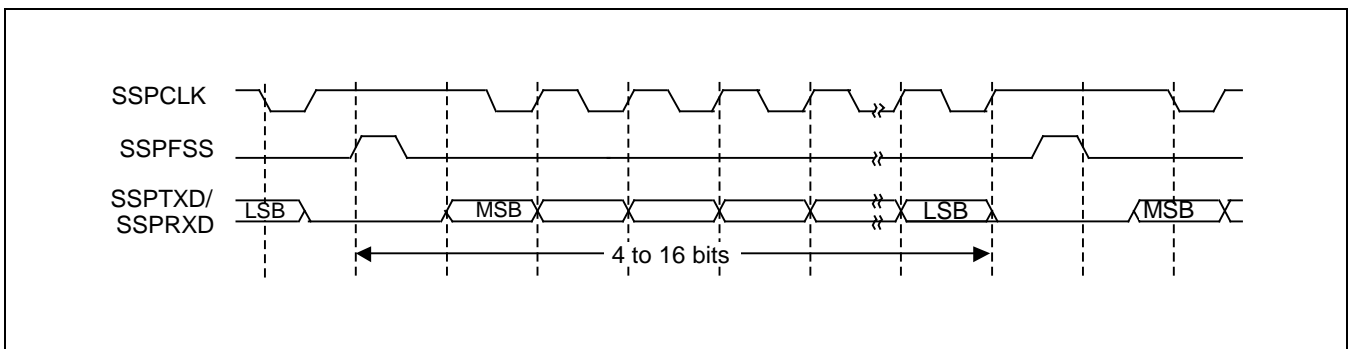 SSPCLK
SSPFSS
SSPTXD/
SSPRXD
LSB
MSB
LSB
MSB
4 to 16 bits